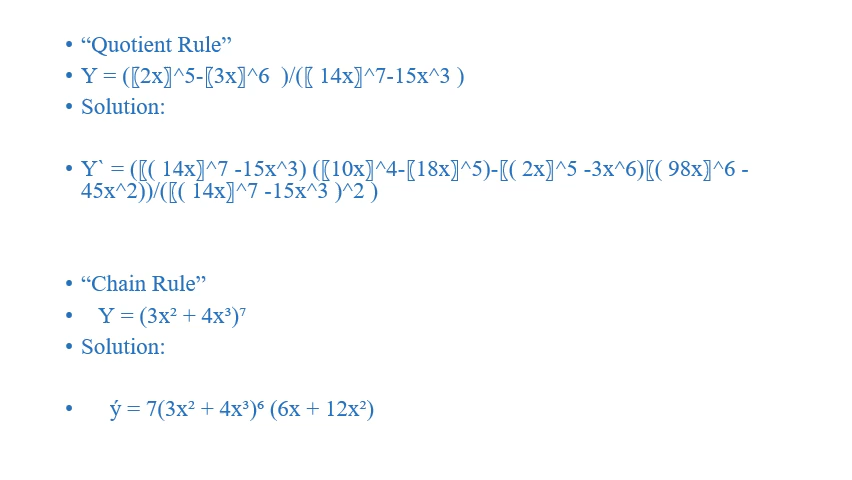 • “Quotient Rule”
• Y = (〖2x〗^5-〖3x〗^6  )/(〖 14x〗^7-15x^3 )
• Solution:
• Y` = (〖( 14x〗^7 -15x^3) (〖10x〗^4-〖18x〗^5)-〖( 2x〗^5 -3x^6)〖( 98x〗^6 -
45x^2))/(〖( 14x〗^7 -15x^3 )^2 )
• “Chain Rule”
• Y = (3x² + 4x³)⁷
• Solution:
• ý = 7(3x² + 4x³)⁶ (6x + 12x²)